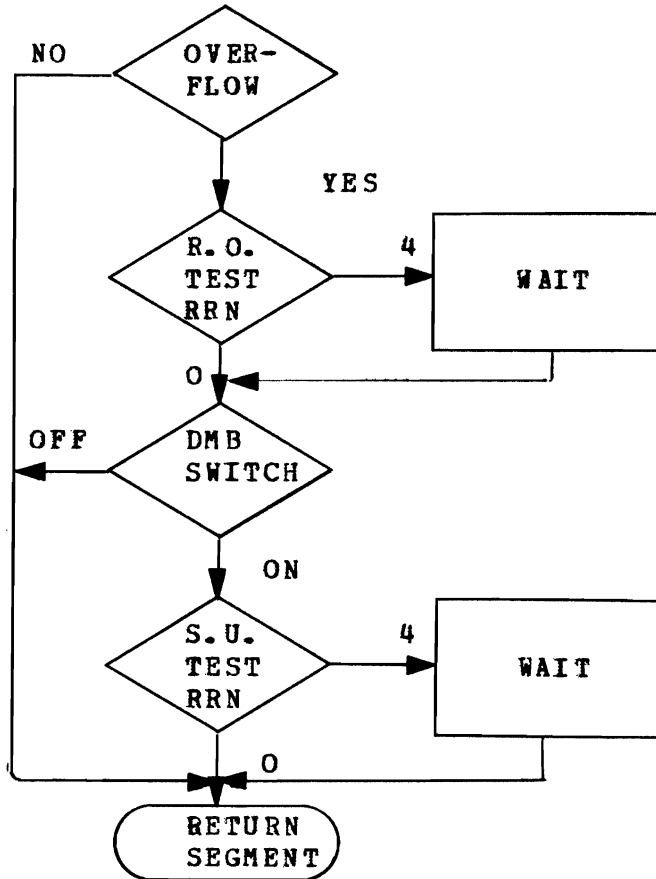 NO
OVER-
FLOW
YES
R.O.
TEST
RRN
4
WAIT
0
OFF
DMB
SWITCH
ON
S.U.
TEST
RRN
4
WAIT
0
RETURN
SEGMENT